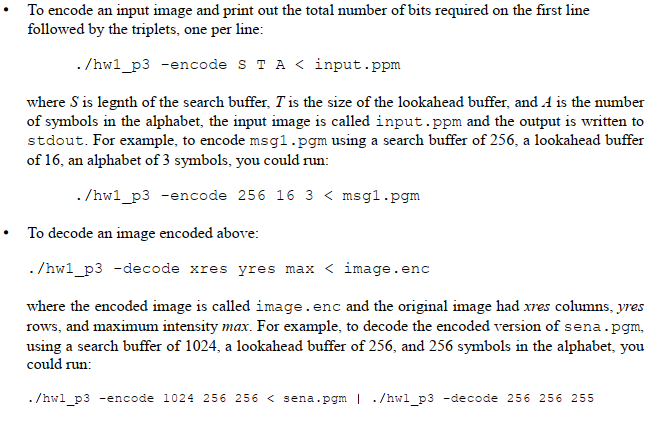 • To encode an input image and print out the total number of bits required on the first line
followed by the triplets, one per line:
./hw1_p3 -encode S T A < input.ppm
where S is legnth of the search buffer, T is the size of the lookahead buffer, and A is the number
of symbols in the alphabet, the input image is called input.ppm and the output is written to
stdout. For example, to encode msg1.pgm using a search buffer of 256, a lookahead buffer
of 16, an alphabet of 3 symbols, you could run:
./hw1_p3 -encode 256 16 3 < msg1.pgm
• To decode an image encoded above:
./hw1_p3 -decode xres yres max < image.enc
where the encoded image is called image.enc and the original image had xres columns, yres
rows, and maximum intensity max. For example, to decode the encoded version of sena.pgm,
using a search buffer of 1024, a lookahead buffer of 256, and 256 symbols in the alphabet, you
could run:
./hw1_p3 -encode 1024 256 256 < sena.pgm | ./hw1_p3 -decode 256 256 255